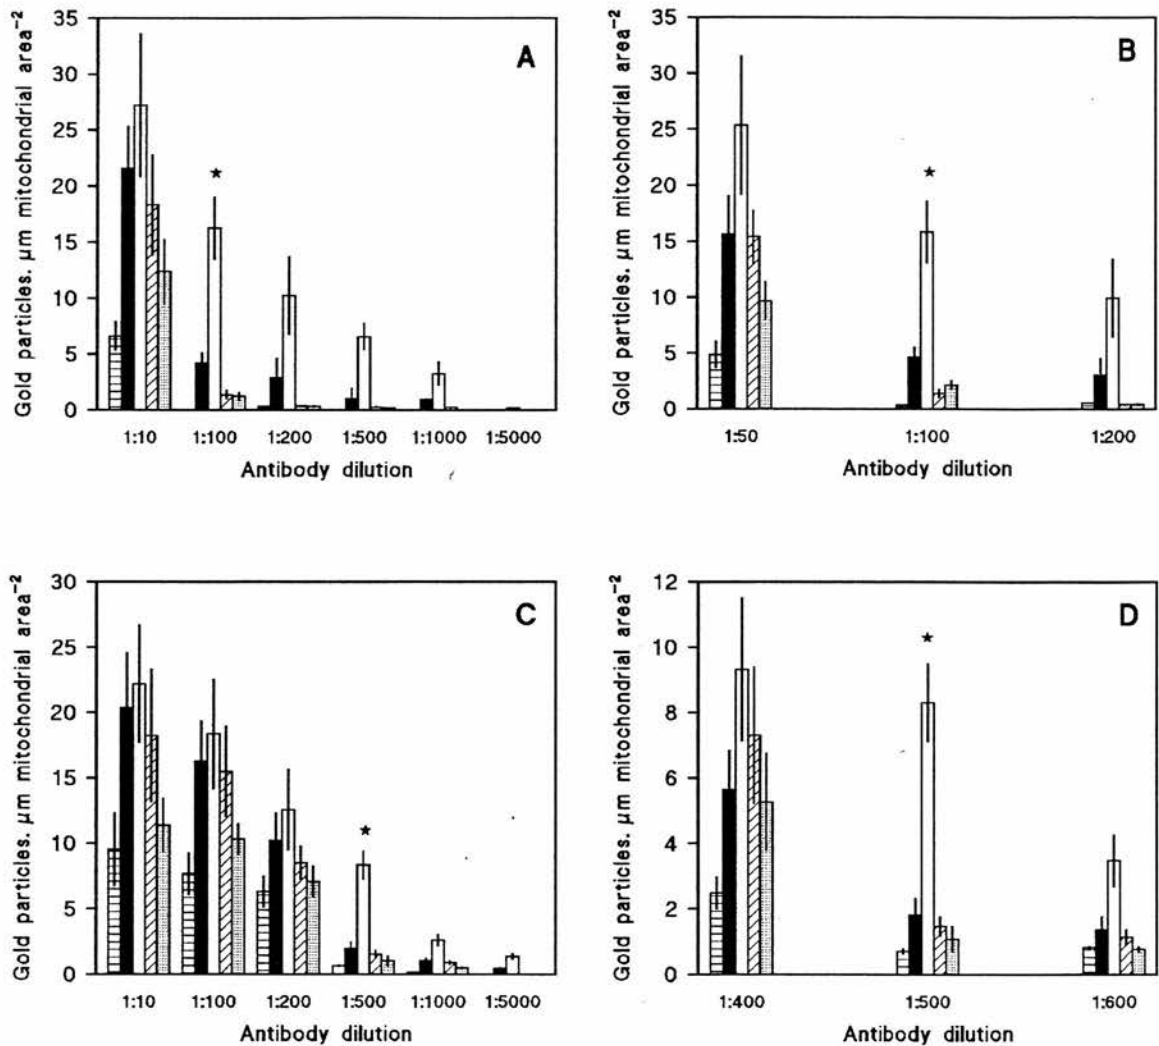 A
Gold particles. µm mitochondrial area⁻²
35
30
25
20
15
10
5
0
1:10 1:100 1:200 1:500 1:1000 1:5000
Antibody dilution
★
B
Gold particles. µm mitochondrial area⁻²
35
30
25
20
15
10
5
0
1:50 1:100 1:200
Antibody dilution
★
C
Gold particles. µm mitochondrial area⁻²
30
25
20
15
10
5
0
1:10 1:100 1:200 1:500 1:1000 1:5000
Antibody dilution
★
D
Gold particles. µm mitochondrial area⁻²
12
10
8
6
4
2
0
1:400 1:500 1:600
Antibody dilution
★